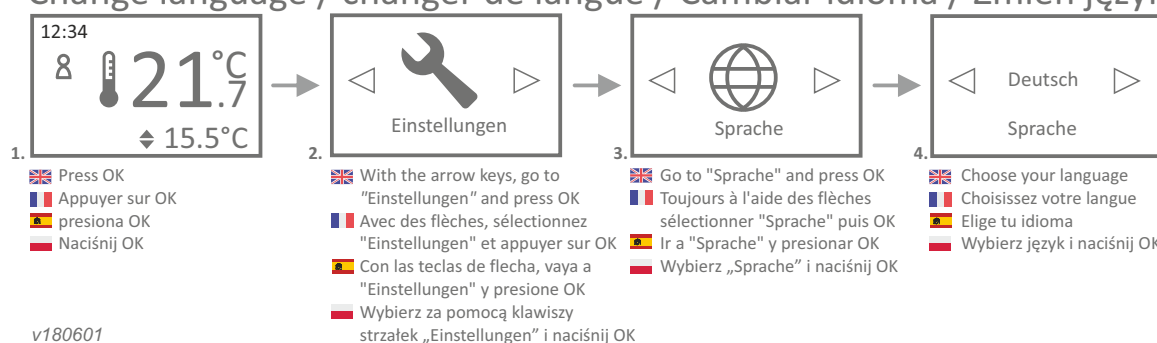 Change language / changer de langue / Cambiar idioma / Zmień język
12:34
21.7°C
15.5°C
1.
Press OK
Appuyer sur OK
presiona OK
Naciśnij OK
Einstellungen
2.
With the arrow keys, go to
"Einstellungen" and press OK
Avec des flèches, sélectionnez
"Einstellungen" et appuyer sur OK
Con las teclas de flecha, vaya a
"Einstellungen" y presione OK
Wybierz za pomocą klawiszy
strzałek „Einstellungen” i naciśnij OK
Sprache
3.
Go to "Sprache" and press OK
Toujours à l'aide des flèches
sélectionner "Sprache" puis OK
Ir a "Sprache" y presionar OK
Wybierz „Sprache” i naciśnij OK
Deutsch
Sprache
4.
Choose your language
Choisissez votre langue
Elige tu idioma
Wybierz język i naciśnij OK
v180601